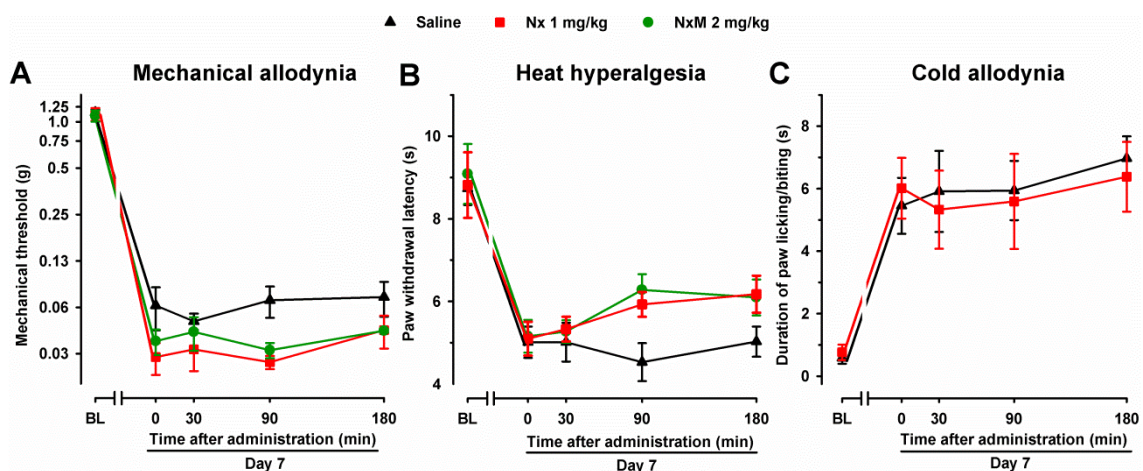 Saline Nx 1 mg/kg NxM 2 mg/kg
A Mechanical allodynia
Mechanical threshold (g)
1.25
1.0
0.75
0.5
0.25
0.13
0.06
0.03
BL 0 30 90 180
Time after administration (min)
Day 7
B Heat hyperalgesia
Paw withdrawal latency (s)
10
8
6
4
BL 0 30 90 180
Time after administration (min)
Day 7
C Cold allodynia
Duration of paw licking/biting (s)
8
6
4
2
0
BL 0 30 90 180
Time after administration (min)
Day 7